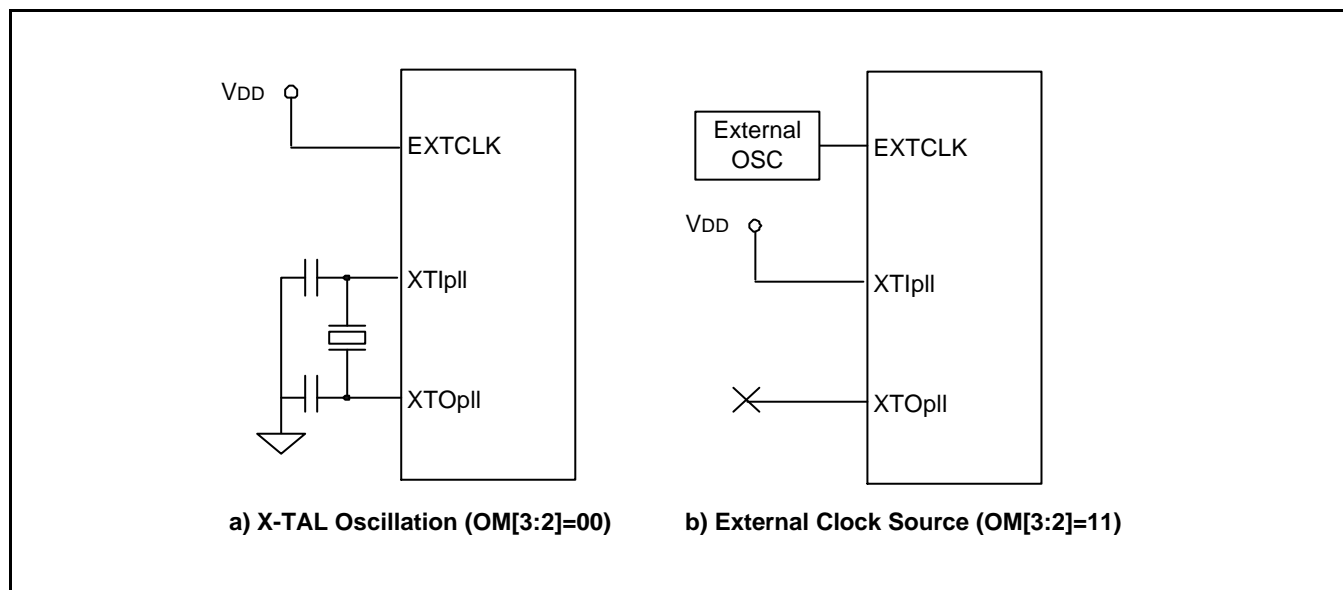 VDD
EXTCLK
XTIpll
XTOpll
a) X-TAL Oscillation (OM[3:2]=00)
External
OSC
EXTCLK
VDD
XTIpll
XTOpll
b) External Clock Source (OM[3:2]=11)